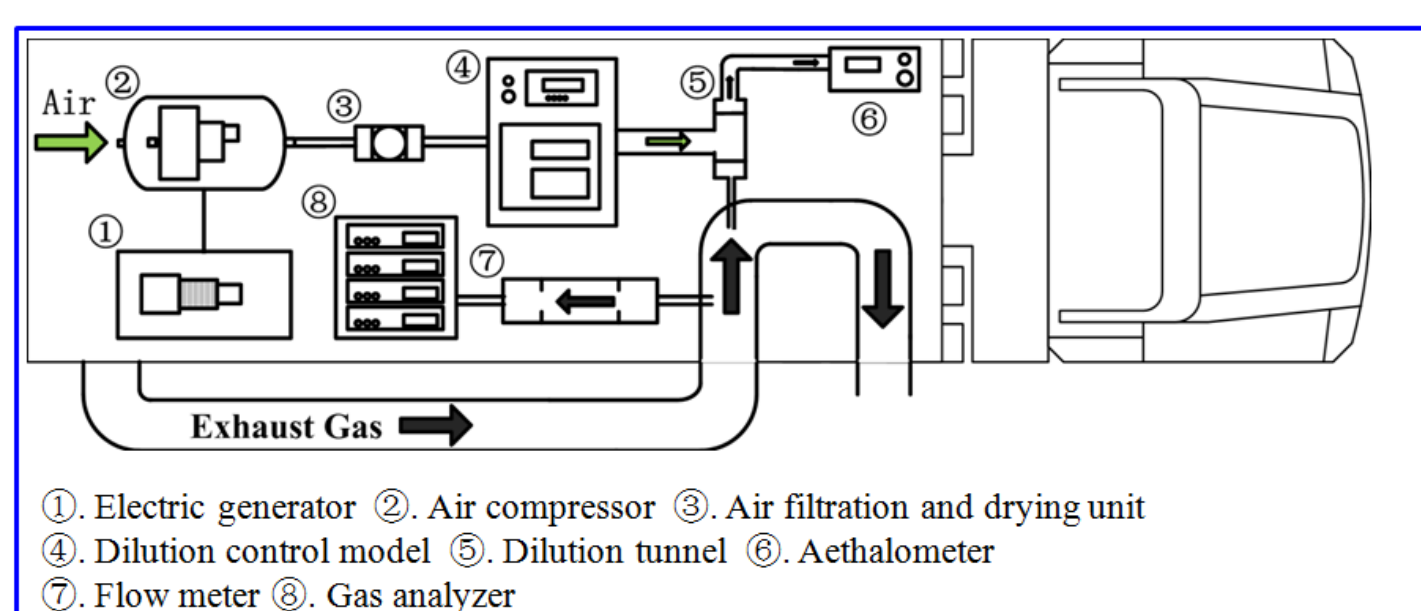 ② ④ ⑤
Air ③ ⑥
⑧
① ⑦
Exhaust Gas
①. Electric generator ②. Air compressor ③. Air filtration and drying unit
④. Dilution control model ⑤. Dilution tunnel ⑥. Aethalometer
⑦. Flow meter ⑧. Gas analyzer